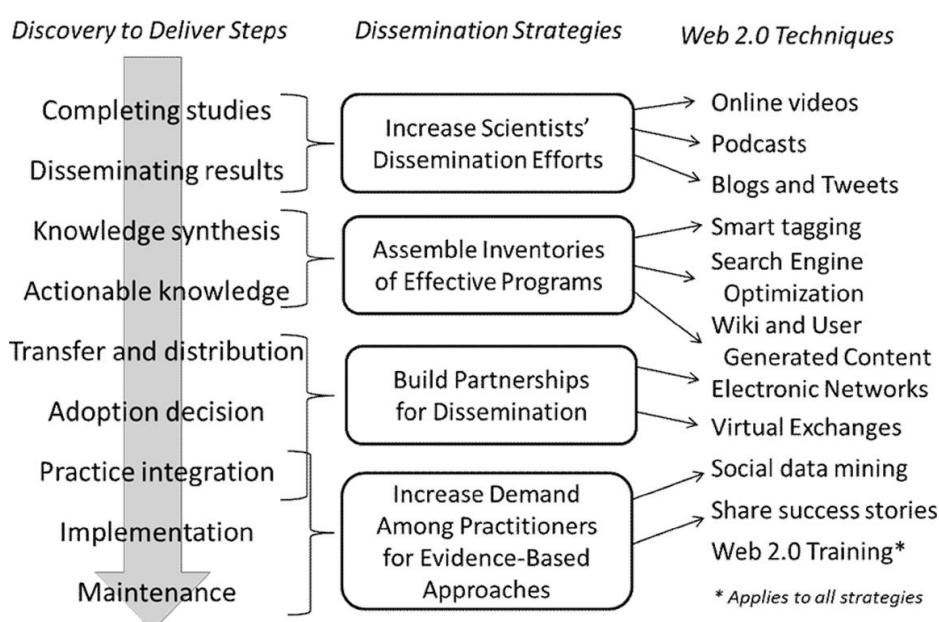 Discovery to Deliver Steps
Dissemination Strategies
Web 2.0 Techniques
Completing studies
Disseminating results
Knowledge synthesis
Actionable knowledge
Transfer and distribution
Adoption decision
Practice integration
Implementation
Maintenance
Increase Scientists'
Dissemination Efforts
Assemble Inventories
of Effective Programs
Build Partnerships
for Dissemination
Increase Demand
Among Practitioners
for Evidence-Based
Approaches
Online videos
Podcasts
Blogs and Tweets
Smart tagging
Search Engine
Optimization
Wiki and User
Generated Content
Electronic Networks
Virtual Exchanges
Social data mining
Share success stories
Web 2.0 Training*
* Applies to all strategies